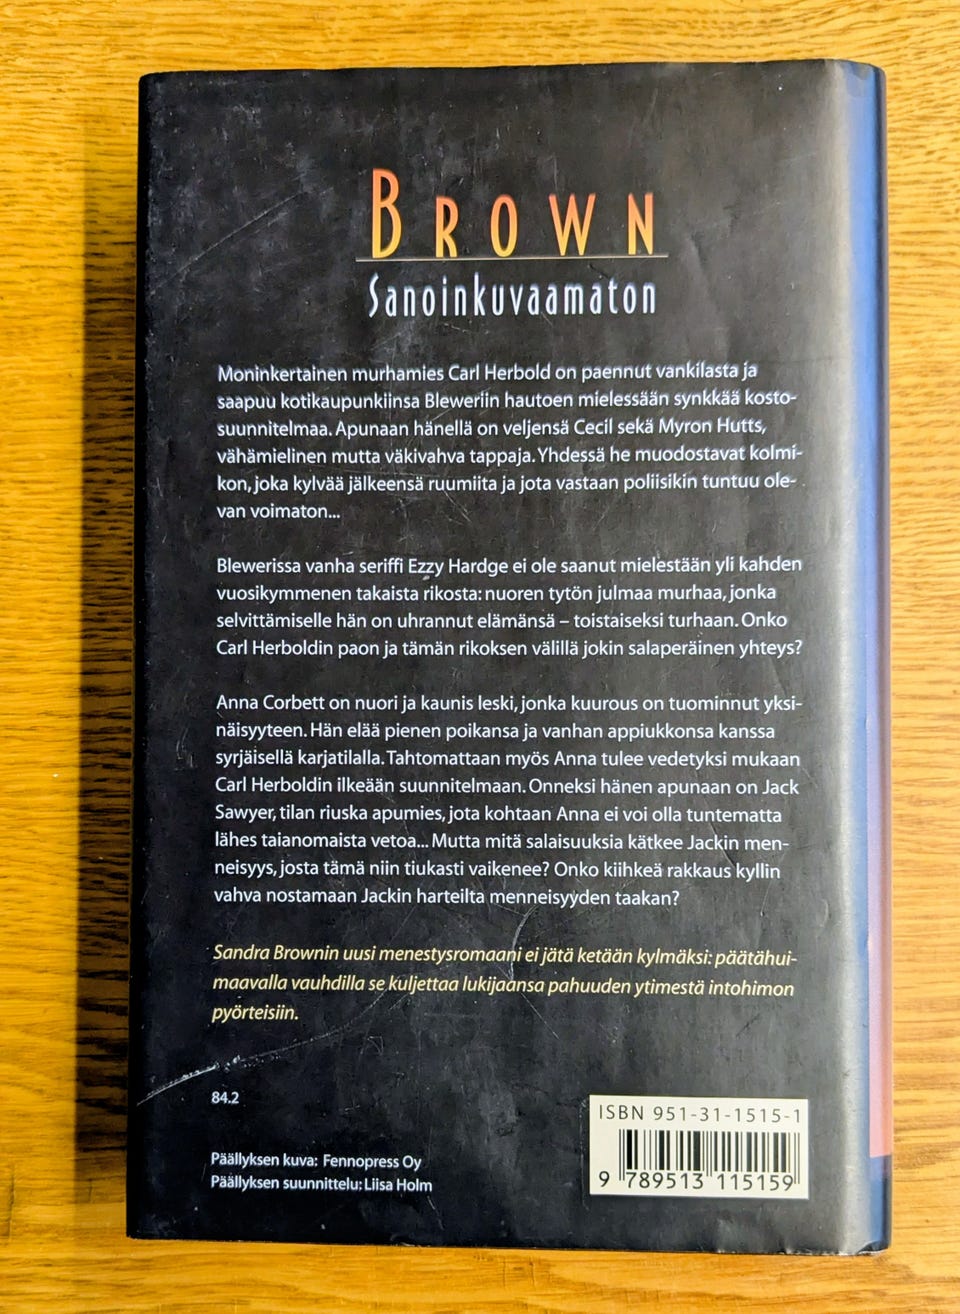 BROWN
Sanoinkuvaamaton
Moninkertainen murhamies Carl Herbold on paennut vankilasta ja
saapuu kotikaupunkiinsa Bleweriin hautoen mielessään synkkää kosto-
suunnitelmaa. Apunaan hänellä on veljensä Cecil sekä Myron Hutts,
vähämielinen mutta väkivahva tappaja. Yhdessä he muodostavat kolmi-
kon, joka kylvää jälkeensä ruumiita ja jota vastaan poliisikin tuntuu ole-
van voimaton...
Blewerissa vanha seriffi Ezzy Hardge ei ole saanut mielestään yli kahden
vuosikymmenen takaista rikosta: nuoren tytön julmaa murhaa, jonka
selvittämiselle hän on uhrannut elämänsä – toistaiseksi turhaan. Onko
Carl Herboldin paon ja tämän rikoksen välillä jokin salaperäinen yhteys?
Anna Corbett on nuori ja kaunis leski, jonka kuurous on tuominnut yksi-
näisyyteen. Hän elää pienen poikansa ja vanhan appiukkonsa kanssa
syrjäisellä karjatilalla. Tahtomattaan myös Anna tulee vedetyksi mukaan
Carl Herboldin ilkeään suunnitelmaan. Onneksi hänen apunaan on Jack
Sawyer, tilan riuska apumies, jota kohtaan Anna ei voi olla tuntematta
lähes taianomaista vetoa... Mutta mitä salaisuuksia kätkee Jackin men-
neisyys, josta tämä niin tiukasti vaikenee? Onko kiihkeä rakkaus kyllin
vahva nostamaan Jackin harteilta menneisyyden taakan?
Sandra Brownin uusi menestysromaani ei jätä ketään kylmäksi: päätähui-
maavalla vauhdilla se kuljettaa lukijaansa pahuuden ytimestä intohimon
pyörteisiin.
84.2
Päällyksen kuva: Fennopress Oy
Päällyksen suunnittelu: Liisa Holm
ISBN 951-31-1515-1
9 789513 115159